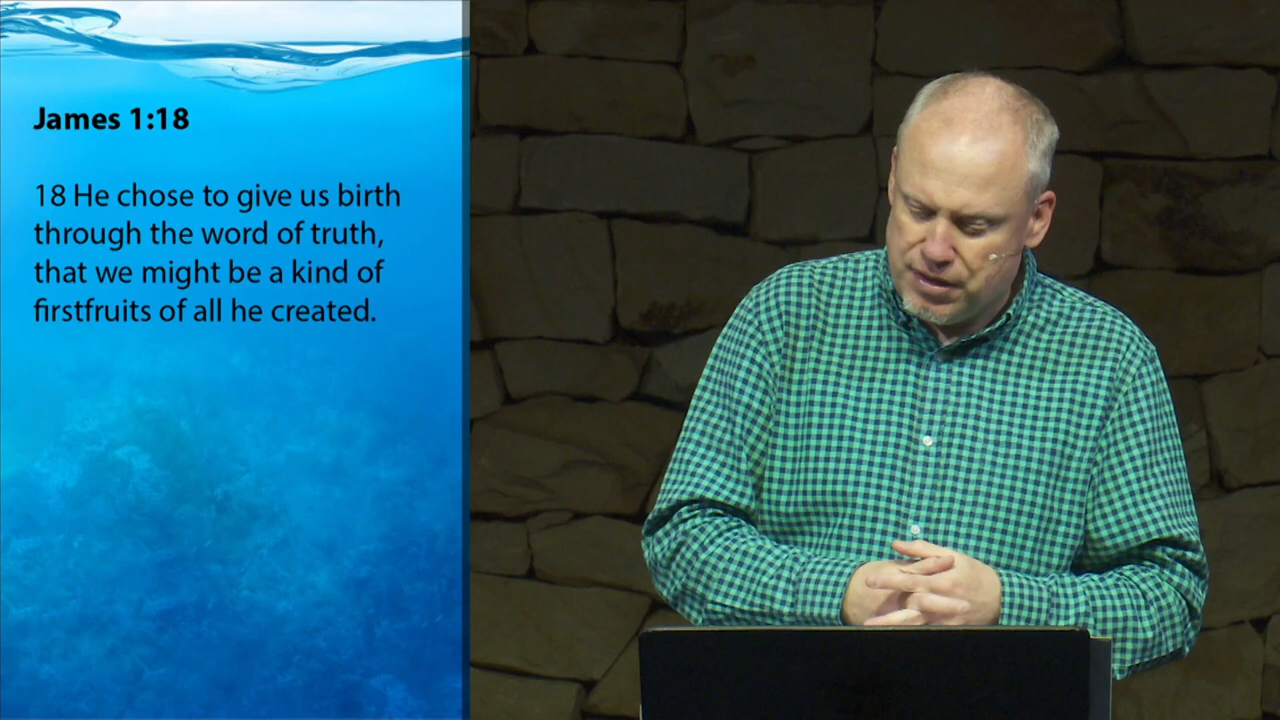 James 1:18
18 He chose to give us birth
through the word of truth,
that we might be a kind of
firstfruits of all he created.